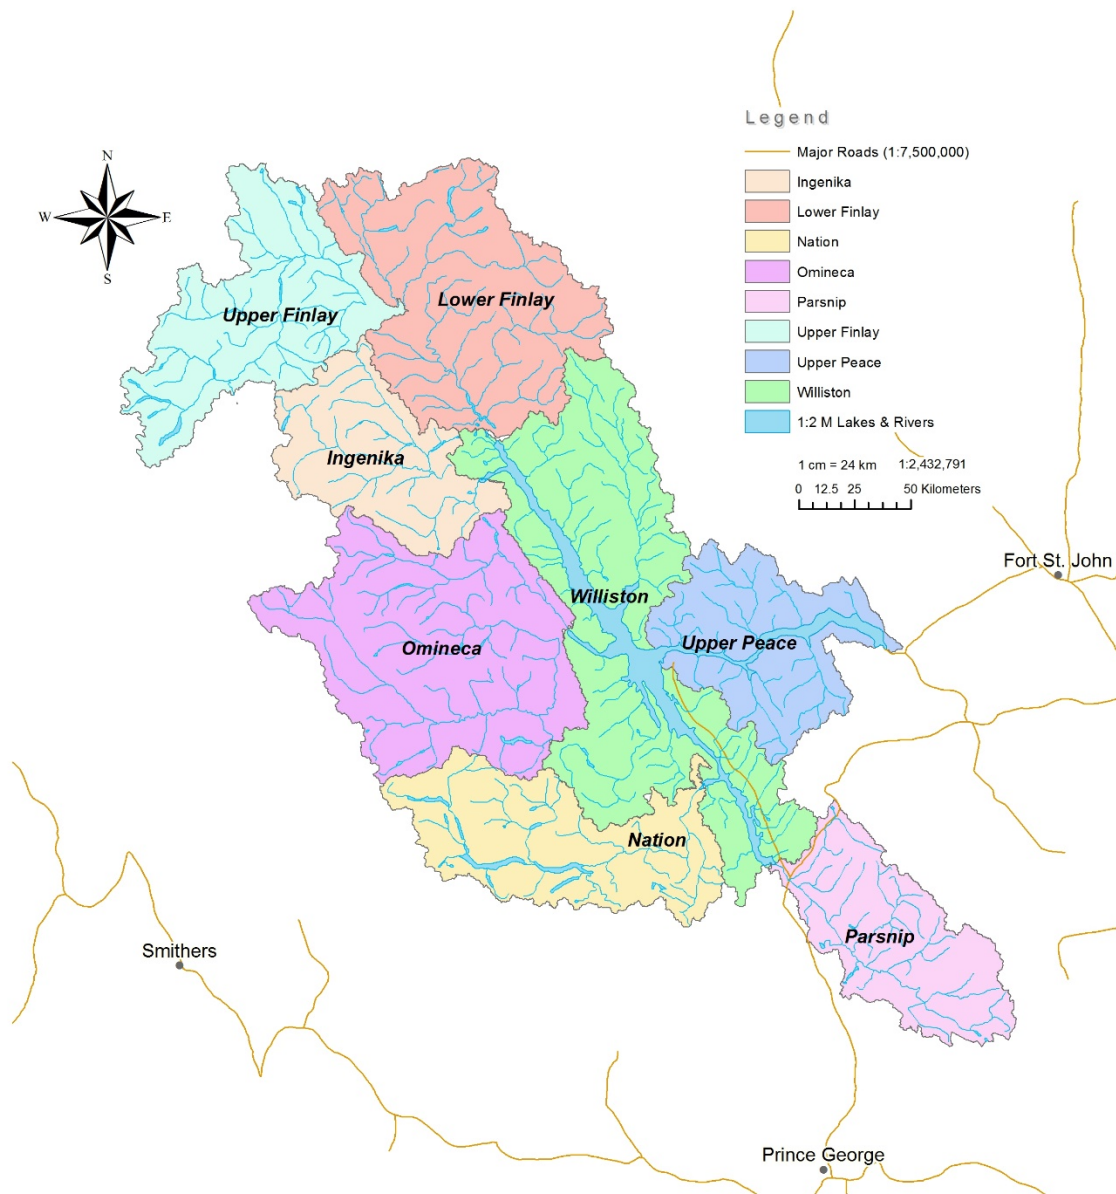 Legend
Major Roads (1:7,500,000)
Ingenika
Lower Finlay
Nation
Omineca
Parsnip
Upper Finlay
Upper Peace
Williston
1:2 M Lakes & Rivers
1 cm = 24 km 1:2,432,791
0 12.5 25 50 Kilometers
N
W E
S
Lower Finlay
Upper Finlay
Ingenika
Fort St. John
Williston
Upper Peace
Omineca
Nation
Parsnip
Smithers
Prince George